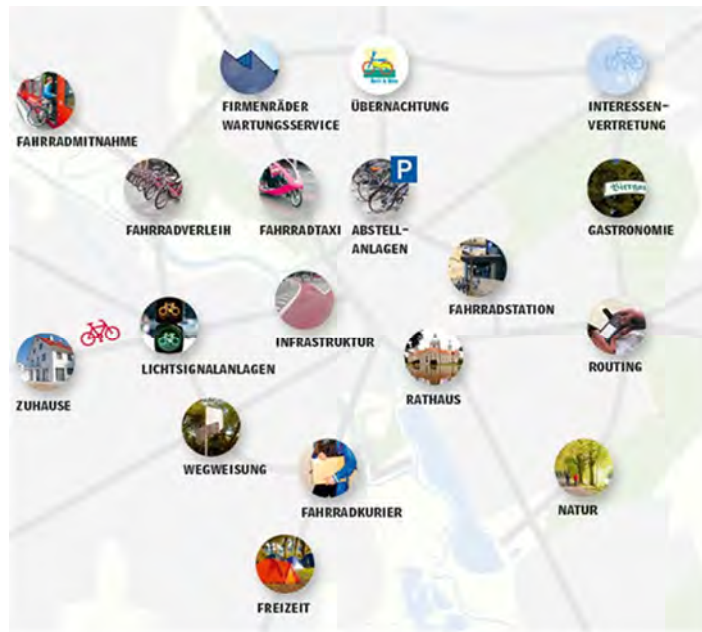 FIRMENRÄDER
WARTUNGSSERVICE
ÜBERNACHTUNG
INTERESSEN-
VERTRETUNG
FAHRRADMITNAHME
P
FAHRRADVERLEIH
FAHRRADTAXI
ABSTELL-
ANLAGEN
GASTRONOMIE
FAHRRADSTATION
INFRASTRUKTUR
LICHTSIGNALANLAGEN
ROUTING
ZUHAUSE
RATHAUS
WEGWEISUNG
FAHRRADKURIER
NATUR
FREIZEIT